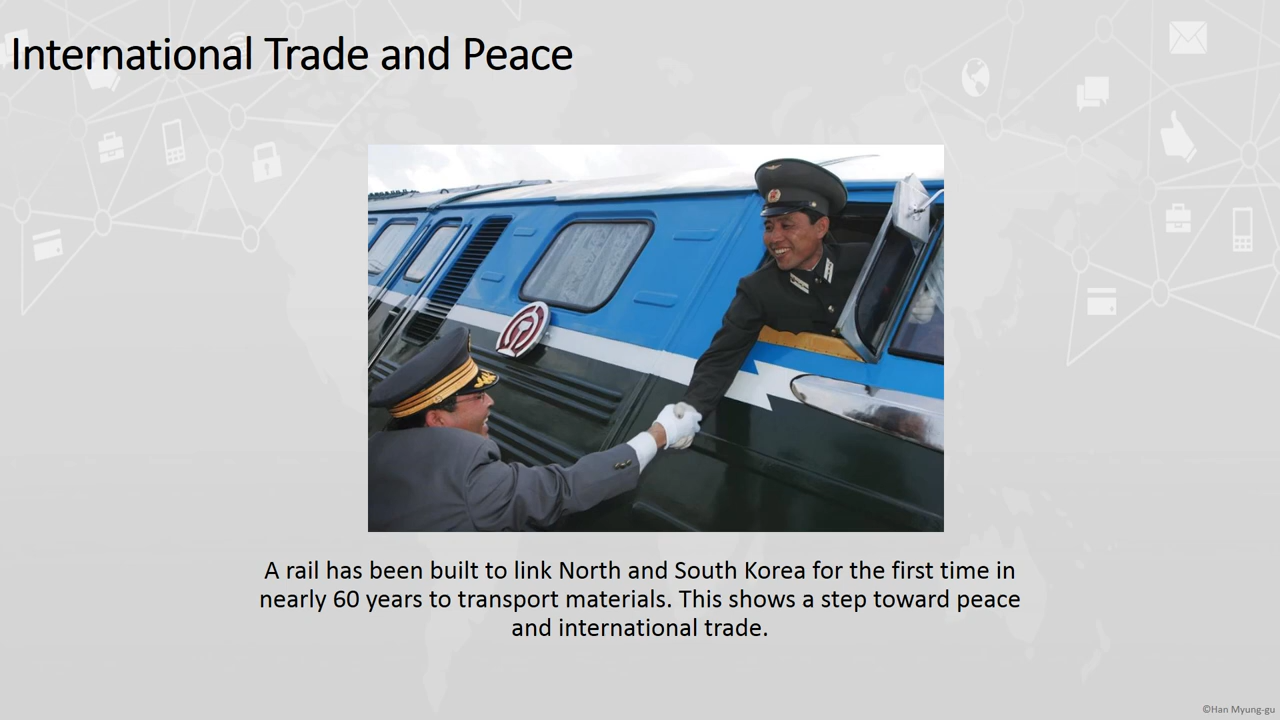 International Trade and Peace
A rail has been built to link North and South Korea for the first time in
nearly 60 years to transport materials. This shows a step toward peace
and international trade.
©Han Myung-gu